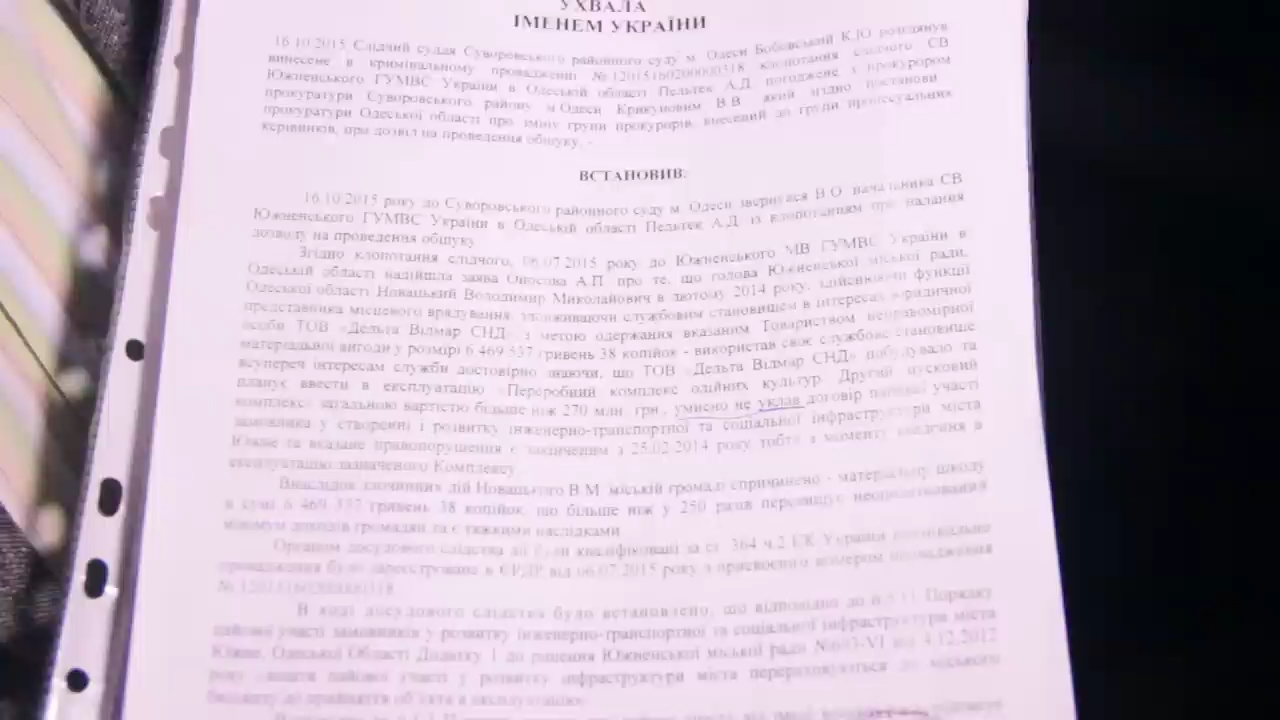 УХВАЛА
ІМЕНЕМ УКРАЇНИ
16.10.2015 Слідчий суддя Суворовського районного суду м. Одеси Бобовський К.Ю розглянув
винесене в кримінальному провадженні № 12015160200000318 клопотання слідчого СВ
Южненського ГУМВС України в Одеській області Пельтек А.Д. погоджене з прокурором
прокуратури Суворовського району м.Одеси Крикуновим В.В. який згідно постанови
прокуратури Одеської області про зміну групи прокурорів, внесений до групи процесуальних
керівників, про дозвіл на проведення обшуку, -
ВСТАНОВИВ:
16.10.2015 року до Суворовського районного суду м. Одеси звернувся В.О. начальника СВ
Южненського ГУМВС України в Одеській області Пельтек А.Д. із клопотанням про надання
дозволу на проведення обшуку.
Згідно клопотання слідчого, 06.07.2015 року до Южненського МВ ГУМВС України в
Одеській області надійшла заява А.П. про те, що голова Южненської міської ради,
Одеської області Новацький Володимир Миколайович в лютому 2014 року, здійснюючи функції
представника місцевого врядування, зловживаючи службовим становищем в інтересах юридичної
особи ТОВ «Дельта Вілмар СНД» з метою одержання вказаним Товариством неправомірної
матеріальної вигоди у розмірі 6 469 537 гривень 38 копійок - використав своє службове становище
всупереч інтересам служби достовірно знаючи, що ТОВ «Дельта Вілмар СНД» побудувало та
планує ввести в експлуатацію «Переробний комплекс олійних культур. Другий пусковий
комплекс» загальною вартістю більше ніж 270 млн. грн., умисно не уклав договір пайової участі
замовника у створенні і розвитку інженерно-транспортної та соціальної інфраструктури міста
Южне та вказане правопорушення є закінченим з 25.02.2014 року тобто з моменту введення в
експлуатацію зазначеного Комплексу.
Внаслідок злочинних дій Новацького В.М. міській громаді спричинено - матеріальну шкоду
в сумі 6 469 537 гривень 38 копійок, що більше ніж у 250 разів перевищує неоподаткований
мінімум доходів громадян та є тяжкими наслідками.
Органом досудового слідства дії були кваліфіковані за ст. 364 ч.2 КК України кримінальне
провадження було зареєстроване в ЄРДР від 06.07.2015 року з присвоєнням номером провадження
№ 12015160200000318
В ході досудового слідства було встановлено, що відповідно до Порядку
пайової участі замовників у розвитку інженерно-транспортної та соціальної інфраструктури міста
Южне, Одеської Області Додатку 1 до рішення Южненської міської ради від 4.12.2012
року кошти пайової участі у розвитку інфраструктури міста перераховуються до міського
бюджету до прийняття об'єкта в експлуатацію.